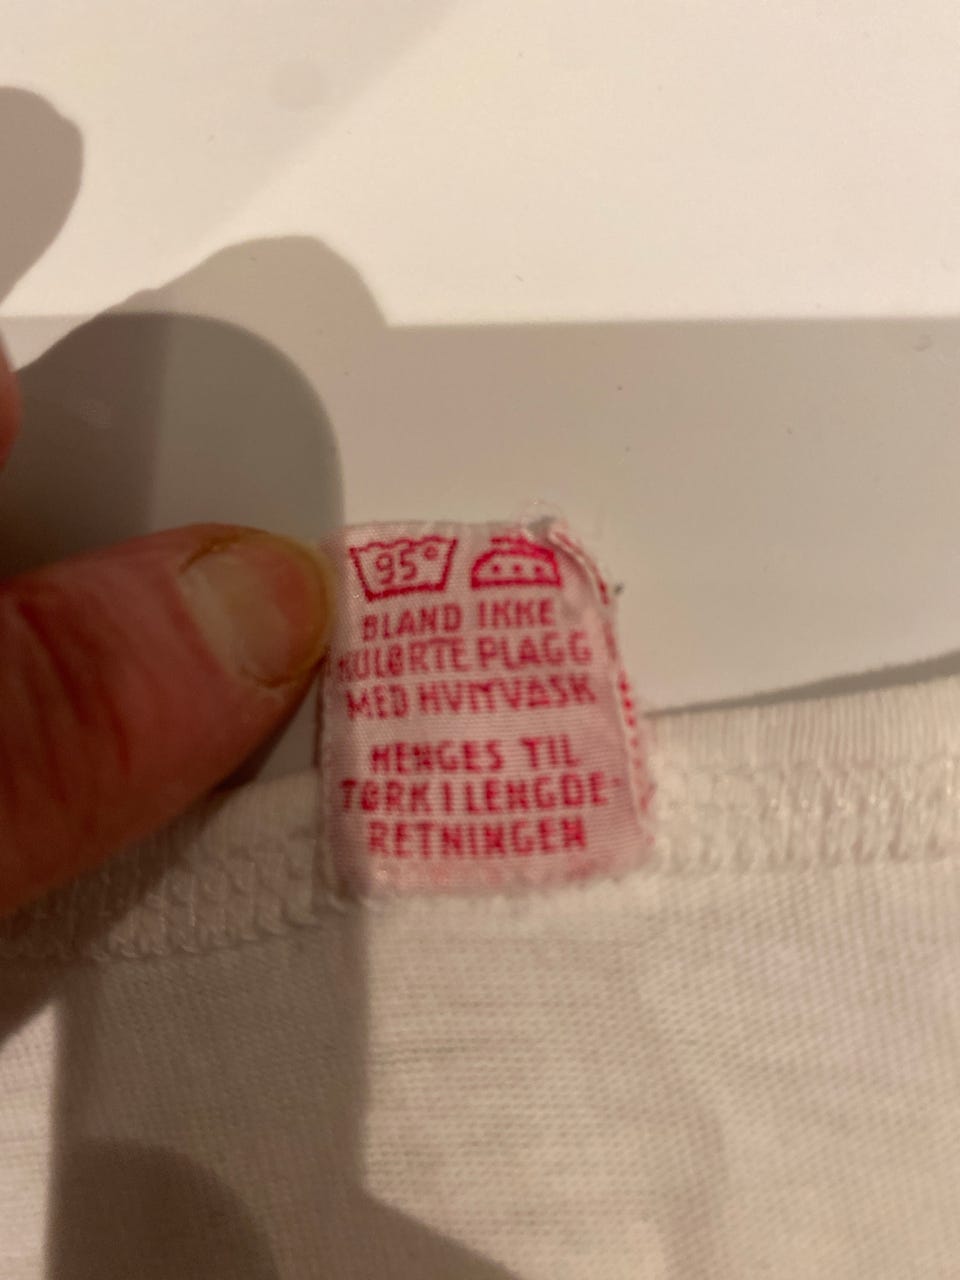 95°
BLAND IKKE
KULØRTE PLAGG
MED HVITVASK
HENGES TIL
TØRK I LENGDE-
RETNINGEN